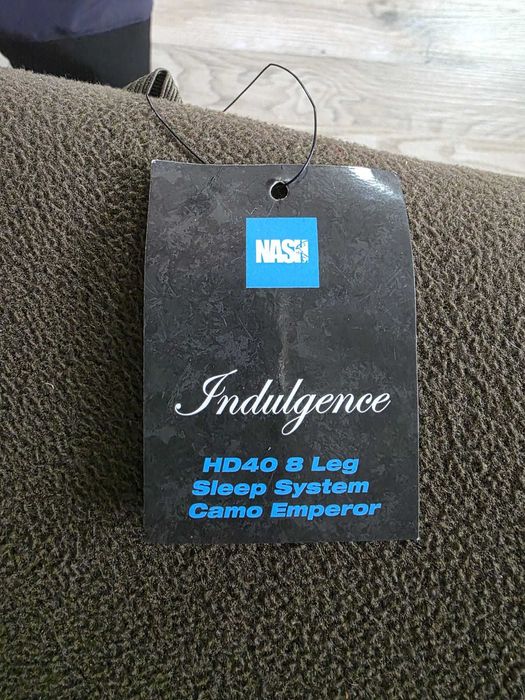 NASH
Indulgence
HD40 8 Leg
Sleep System
Camo Emperor